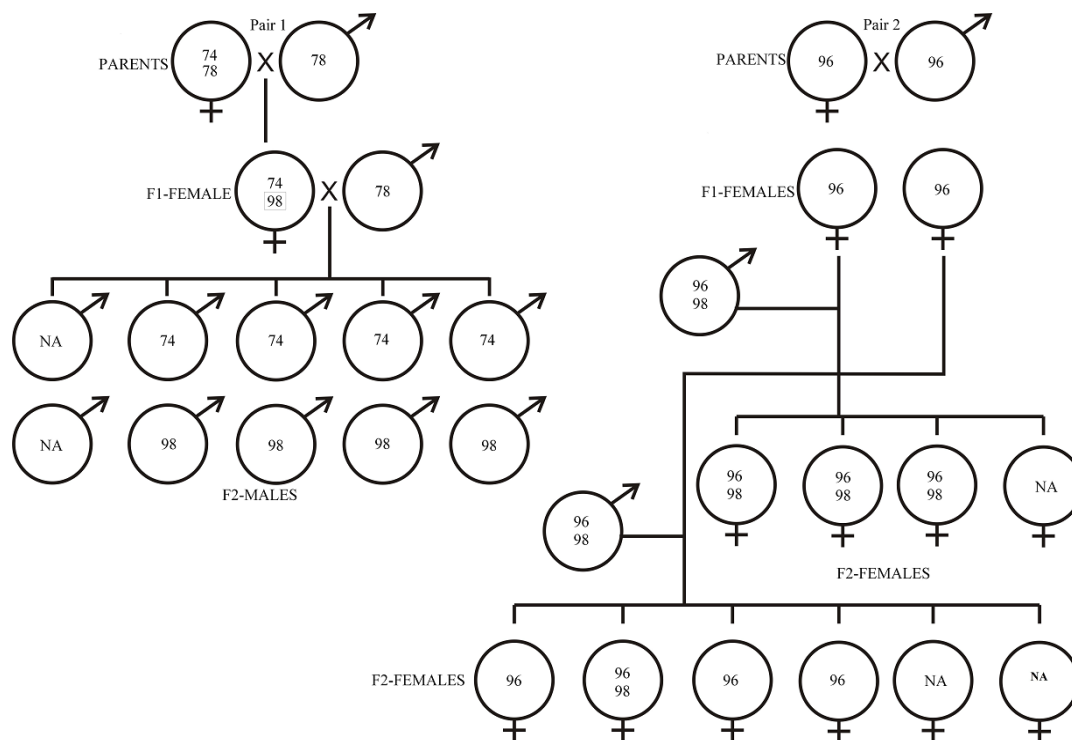 Pair 1
PARENTS
74
78
X
78
F1-FEMALE
74
98
X
78
NA
74
74
74
74
NA
98
98
98
98
F2-MALES
Pair 2
PARENTS
96
X
96
F1-FEMALES
96
96
96
98
96
98
96
98
96
98
NA
F2-FEMALES
96
98
F2-FEMALES
96
96
98
96
96
NA
NA